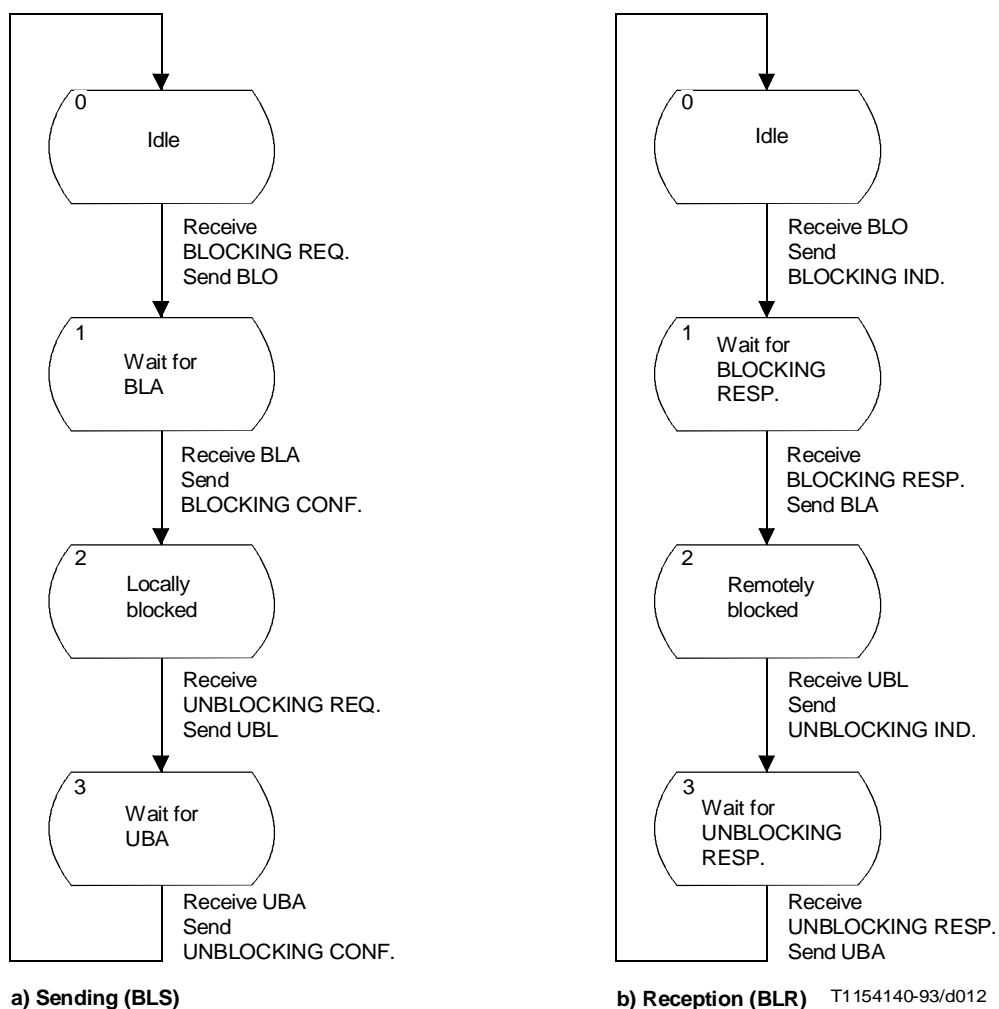 0
Idle
Receive
BLOCKING REQ.
Send BLO
1
Wait for
BLA
Receive BLA
Send
BLOCKING CONF.
2
Locally
blocked
Receive
UNBLOCKING REQ.
Send UBL
3
Wait for
UBA
Receive UBA
Send
UNBLOCKING CONF.
a) Sending (BLS)
0
Idle
Receive BLO
Send
BLOCKING IND.
1
Wait for
BLOCKING
RESP.
Receive
BLOCKING RESP.
Send BLA
2
Remotely
blocked
Receive UBL
Send
UNBLOCKING IND.
3
Wait for
UNBLOCKING
RESP.
Receive
UNBLOCKING RESP.
Send UBA
b) Reception (BLR)
T1154140-93/d012